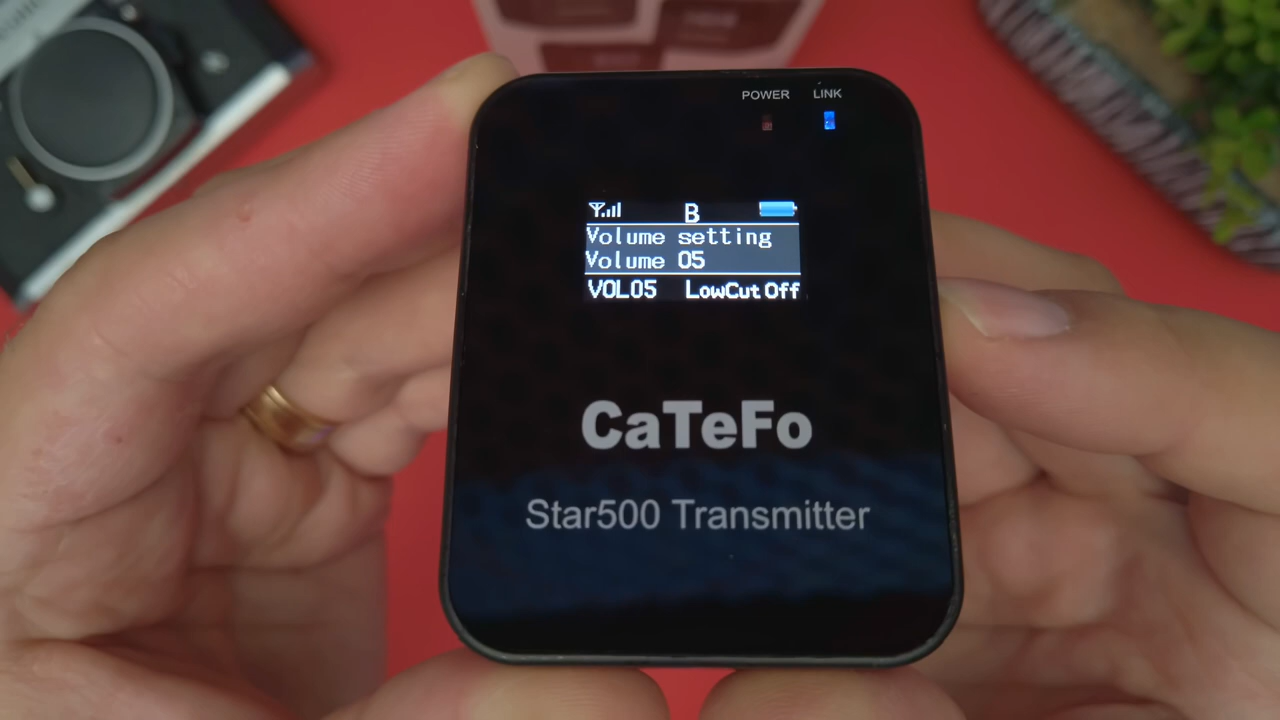 POWER LINK
B
Volume setting
Volume 05
VOL05 LowCut Off
CaTeFo
Star500 Transmitter